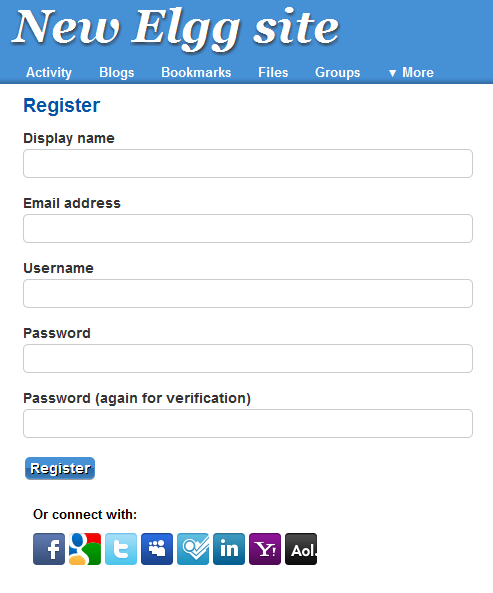 New Elgg site
Activity Blogs Bookmarks Files Groups ▼ More
Register
Display name
Email address
Username
Password
Password (again for verification)
Register
Or connect with:
f g t in Y! Aol.